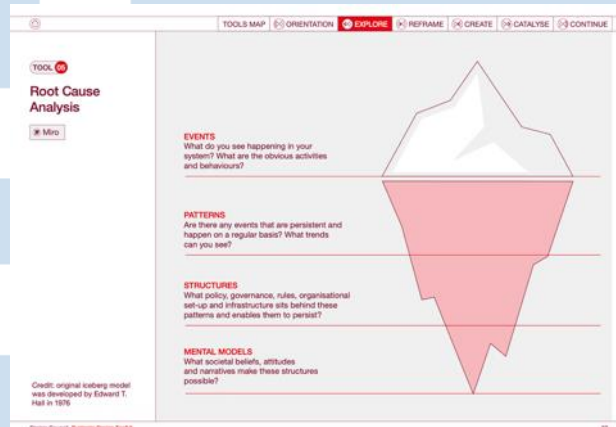 TOOLS MAP ORIENTATION EXPLORE REFRAME CREATE CATALYSE CONTINUE
TOOL 05
Root Cause
Analysis
Miro
EVENTS
What do you see happening in your
system? What are the obvious activities
and behaviours?
PATTERNS
Are there any events that are persistent and
happen on a regular basis? What trends
can you see?
STRUCTURES
What policy, governance, rules, organisational
set-up and infrastructure sits behind these
patterns and enables them to persist?
MENTAL MODELS
What societal beliefs, attitudes
and narratives make these structures
possible?
Credit: original iceberg model
was developed by Edward T.
Hall in 1976